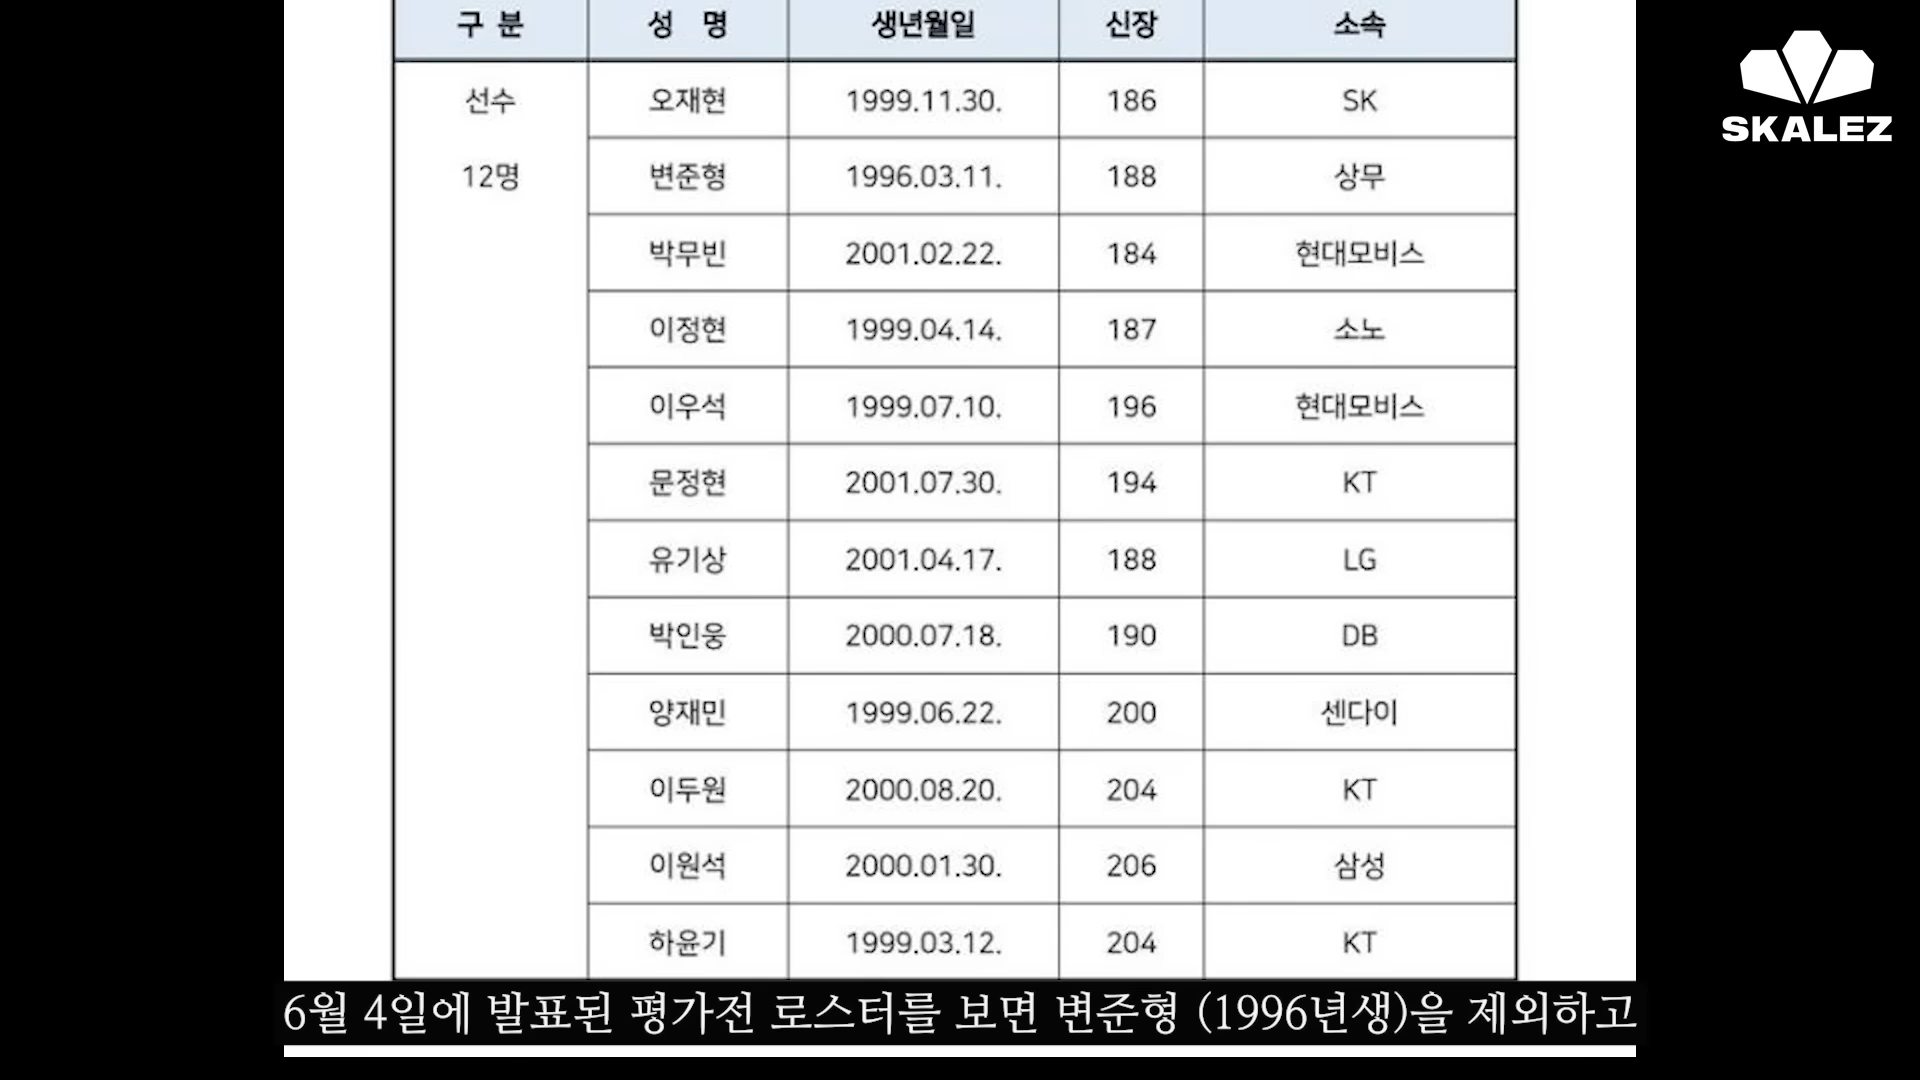 구 분 성 명 생년월일 신장 소속
선수 오재현 1999.11.30. 186 SK
12명 변준형 1996.03.11. 188 상무
박무빈 2001.02.22. 184 현대모비스
이정현 1999.04.14. 187 소노
이우석 1999.07.10. 196 현대모비스
문정현 2001.07.30. 194 KT
유기상 2001.04.17. 188 LG
박인웅 2000.07.18. 190 DB
양재민 1999.06.22. 200 센다이
이두원 2000.08.20. 204 KT
이원석 2000.01.30. 206 삼성
하윤기 1999.03.12. 204 KT
6월 4일에 발표된 평가전 로스터를 보면 변준형 (1996년생)을 제외하고
SKALEZ